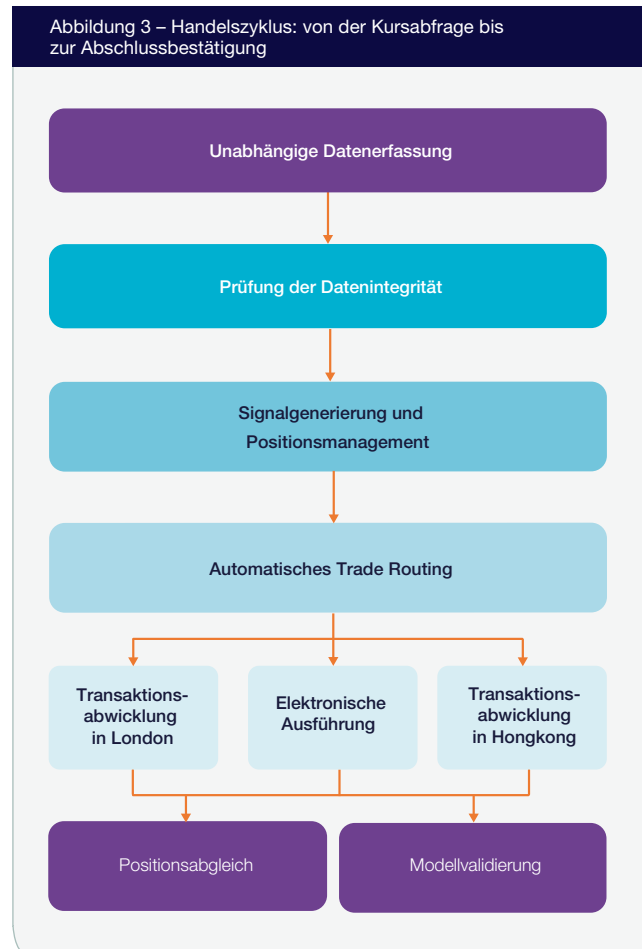 Abbildung 3 – Handelszyklus: von der Kursabfrage bis
zur Abschlussbestätigung
Unabhängige Datenerfassung
Prüfung der Datenintegrität
Signalgenerierung und
Positionsmanagement
Automatisches Trade Routing
Transaktions-
abwicklung
in London
Elektronische
Ausführung
Transaktions-
abwicklung
in Hongkong
Positionsabgleich
Modellvalidierung